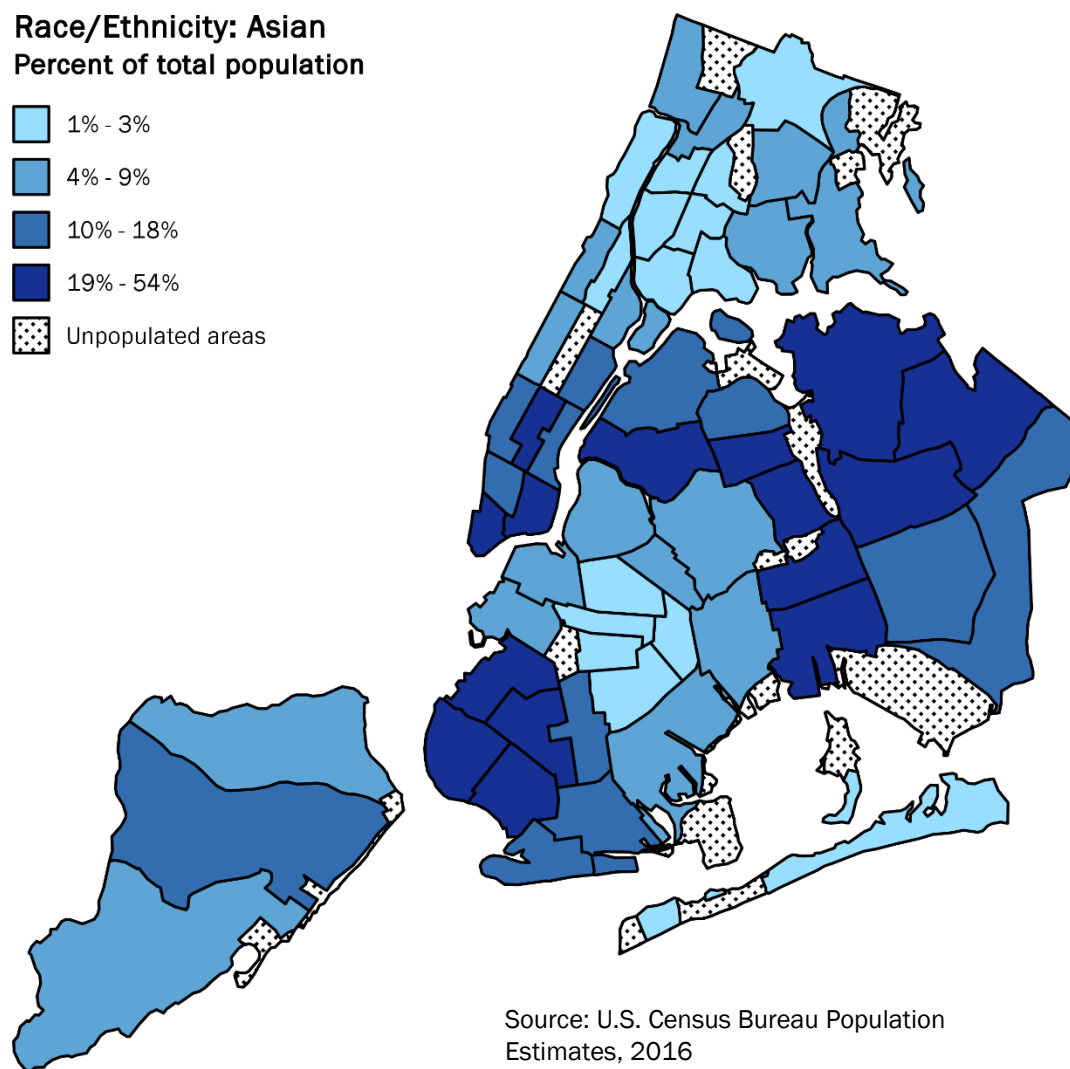 Race/Ethnicity: Asian
Percent of total population
1% - 3%
4% - 9%
10% - 18%
19% - 54%
Unpopulated areas
Source: U.S. Census Bureau Population
Estimates, 2016